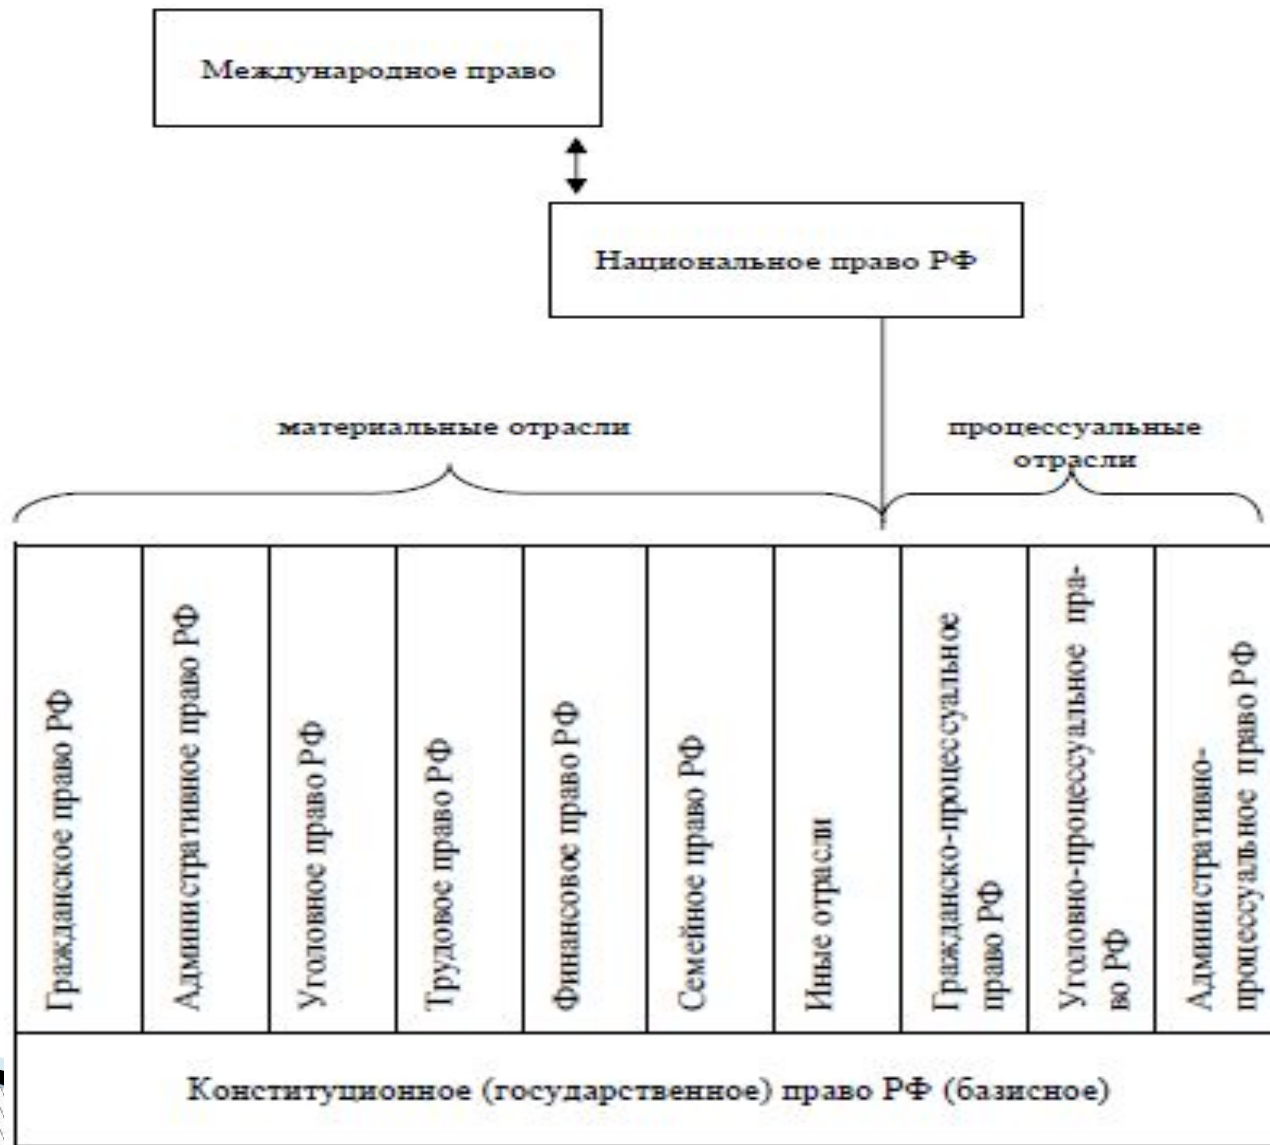 Международное право
Национальное право РФ
материальные отрасли
процессуальные
отрасли
Гражданское право РФ
Административное право РФ
Уголовное право РФ
Трудовое право РФ
Финансовое право РФ
Семейное право РФ
Иные отрасли
Гражданско-процессуальное
право РФ
Уголовно-процессуальное пра-
во РФ
Административно-
процессуальное право РФ
Конституционное (государственное) право РФ (базисное)